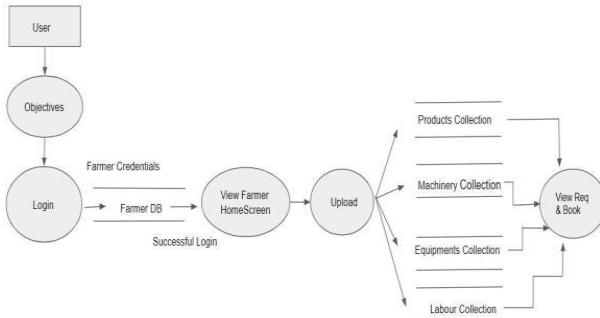 User
Objectives
Farmer Credentials
Login
Farmer DB
Successful Login
View Farmer
HomeScreen
Upload
Products Collection
Machinery Collection
Equipments Collection
Labour Collection
View Req
& Book